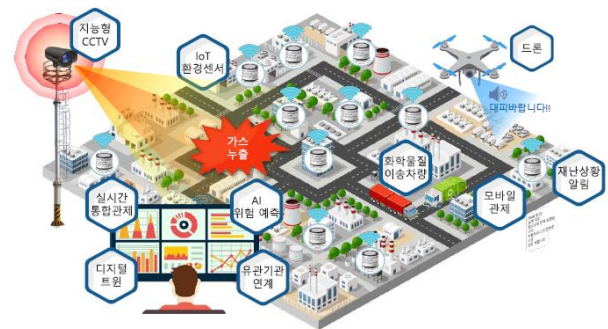 지능형
CCTV
IoT
환경센서
드론
대피바랍니다!!
가스
누출
화학물질
이송차량
실시간
통합관제
AI
위험 예측
모바일
관제
재난상황
알림
디지털
트윈
유관기관
연계